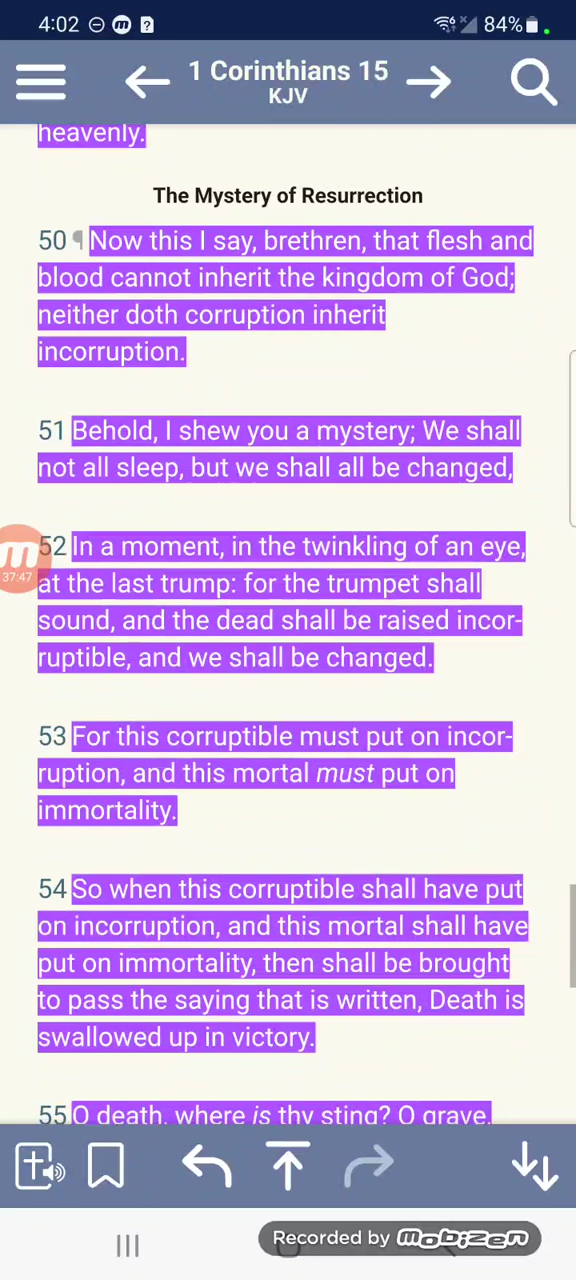 4:02 84%
1 Corinthians 15
KJV
heavenly.
The Mystery of Resurrection
50 ¶ Now this I say, brethren, that flesh and
blood cannot inherit the kingdom of God;
neither doth corruption inherit
incorruption.
51 Behold, I shew you a mystery; We shall
not all sleep, but we shall all be changed,
52 In a moment, in the twinkling of an eye,
at the last trump: for the trumpet shall
sound, and the dead shall be raised incor-
ruptible, and we shall be changed.
m
37:47
53 For this corruptible must put on incor-
ruption, and this mortal must put on
immortality.
54 So when this corruptible shall have put
on incorruption, and this mortal shall have
put on immortality, then shall be brought
to pass the saying that is written, Death is
swallowed up in victory.
55 O death, where is thy sting? O grave,
Recorded by mobizen